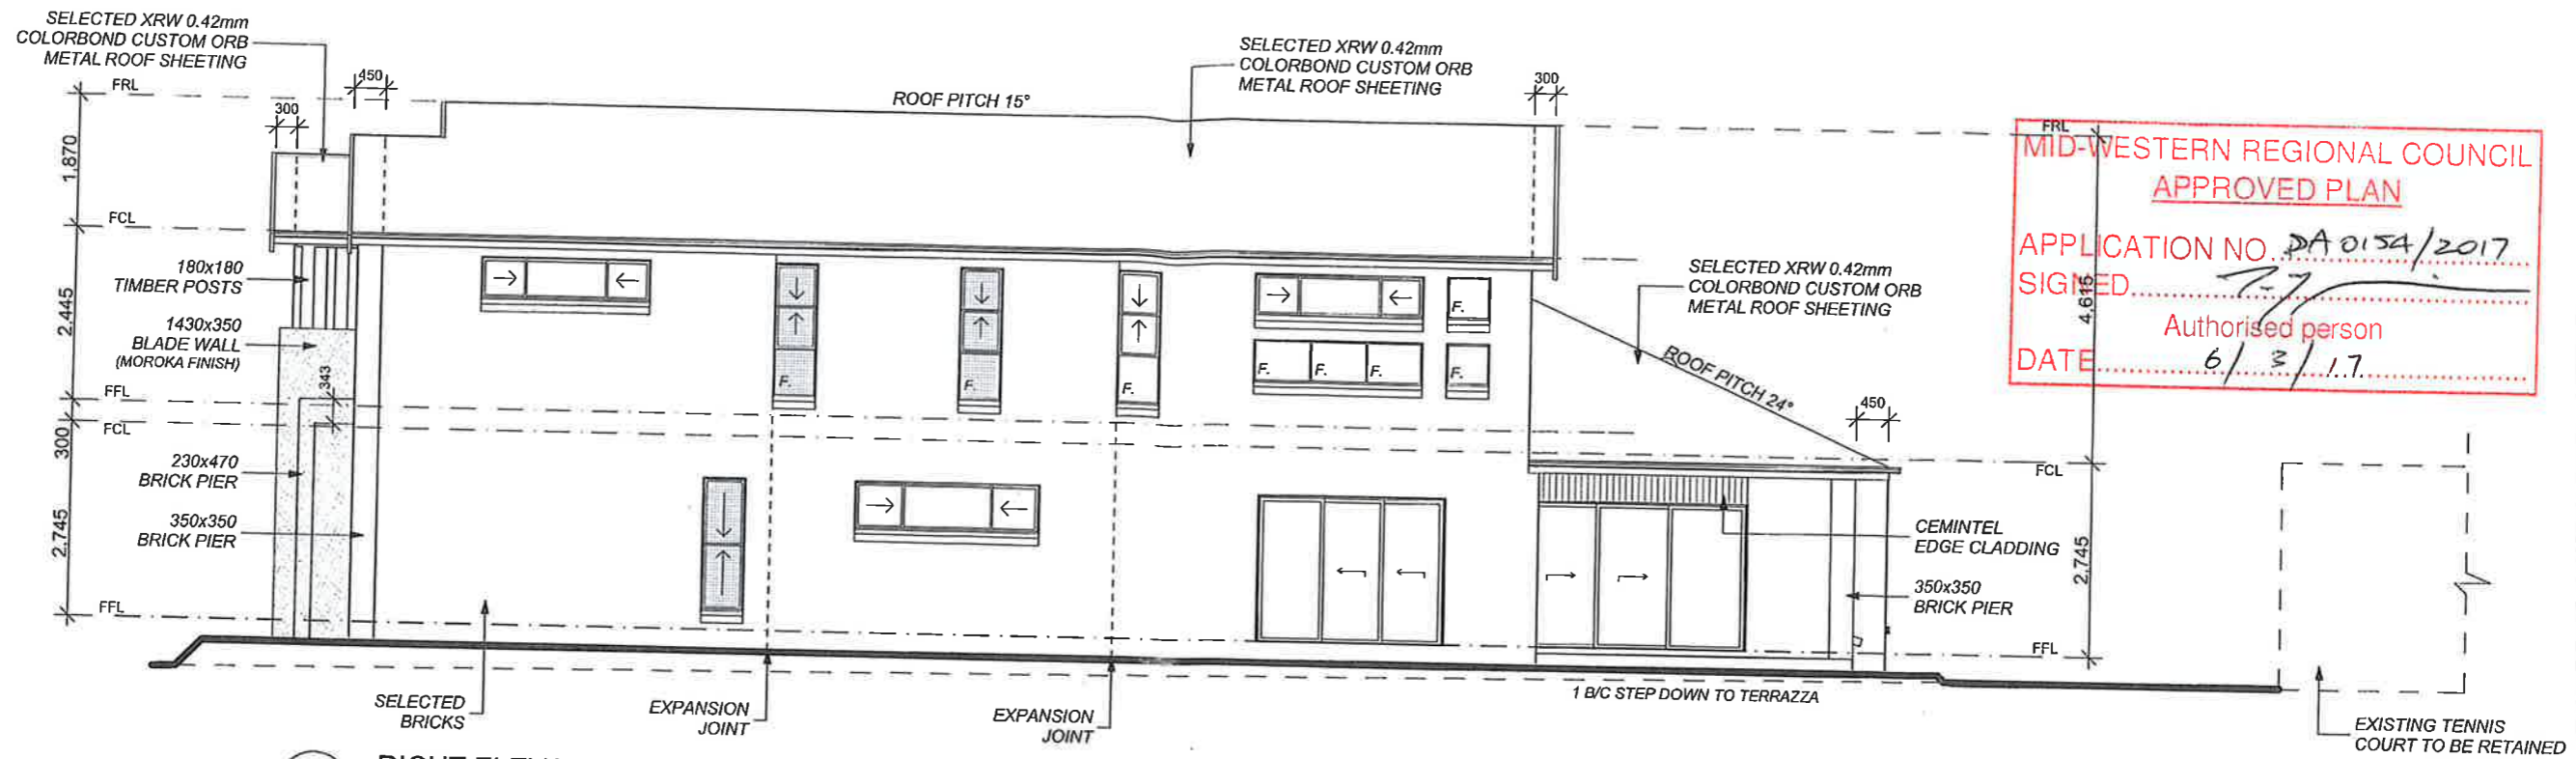 SELECTED XRW 0.42mm
COLORBOND CUSTOM ORB
METAL ROOF SHEETING
450
300
FRL
ROOF PITCH 15°
SELECTED XRW 0.42mm
COLORBOND CUSTOM ORB
METAL ROOF SHEETING
300
FRL
MID-WESTERN REGIONAL COUNCIL
APPROVED PLAN
APPLICATION NO. DA 0154/2017
SIGNED
Authorised person
DATE 6/3/17
1,870
FCL
2,445
180x180
TIMBER POSTS
1430x350
BLADE WALL
(MOROKA FINISH)
343
FFL
300
FCL
230x470
BRICK PIER
350x350
BRICK PIER
2,745
FFL
F.
F.
F.
F.
F.
F.
F.
F.
SELECTED XRW 0.42mm
COLORBOND CUSTOM ORB
METAL ROOF SHEETING
ROOF PITCH 24°
450
4,615
FCL
CEMINTEL
EDGE CLADDING
2,745
350x350
BRICK PIER
FFL
1 B/C STEP DOWN TO TERRAZZA
SELECTED
BRICKS
EXPANSION
JOINT
EXPANSION
JOINT
EXISTING TENNIS
COURT TO BE RETAINED